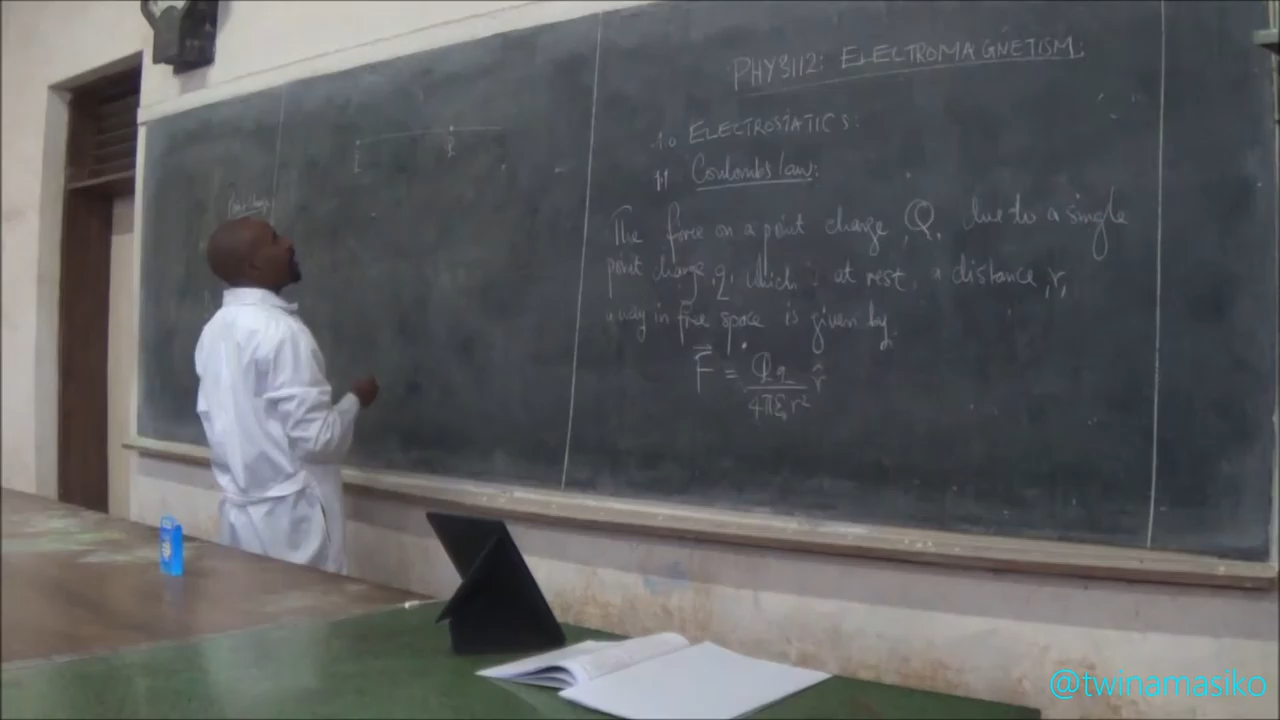 PHY3112: ELECTROMAGNETISM:
1.0 ELECTROSTATICS:
1.1 Coulombs law:
The force on a point charge, Q, due to a single
point charge, q, which is at rest, a distance, r,
away in free space is given by.
F⃗ = Qq / 4πε₀r² r̂
@twinamasiko